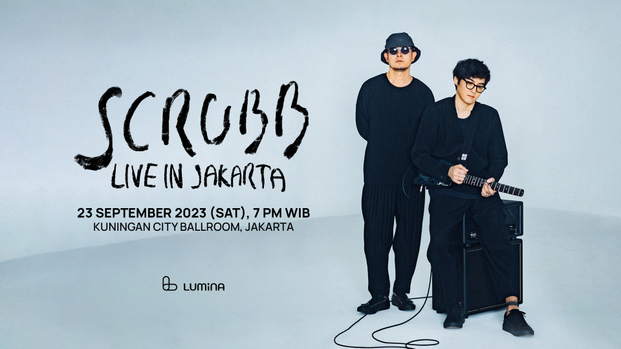 SCRUBB
LIVE IN JAKARTA
23 SEPTEMBER 2023 (SAT), 7 PM WIB
KUNINGAN CITY BALLROOM, JAKARTA
LUMINA